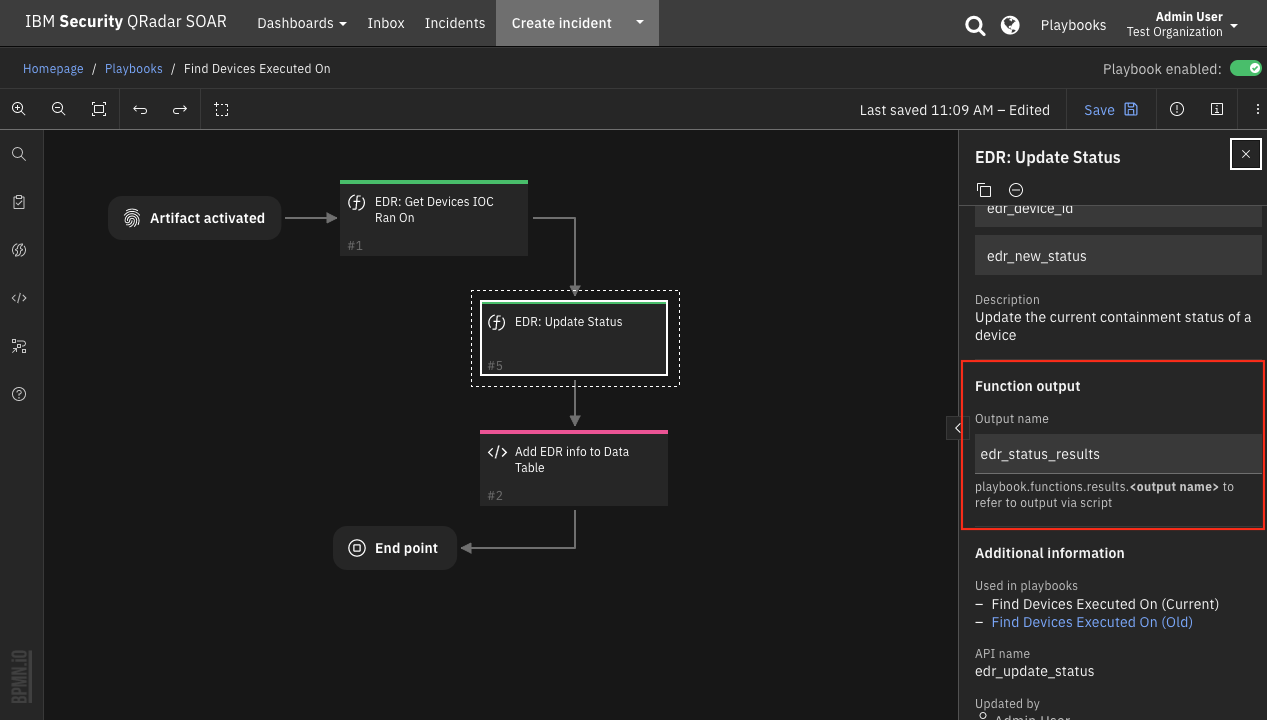 IBM Security QRadar SOAR
Dashboards
Inbox
Incidents
Create incident
Playbooks
Admin User
Test Organization
Homepage / Playbooks / Find Devices Executed On
Playbook enabled:
Last saved 11:09 AM – Edited
Save
Artifact activated
EDR: Get Devices IOC
Ran On
#1
EDR: Update Status
#5
Add EDR info to Data
Table
#2
End point
BPMN.iO
EDR: Update Status
edr_device_id
edr_new_status
Description
Update the current containment status of a
device
Function output
Output name
edr_status_results
playbook.functions.results.<output name> to
refer to output via script
Additional information
Used in playbooks
– Find Devices Executed On (Current)
– Find Devices Executed On (Old)
API name
edr_update_status
Updated by
Admin User